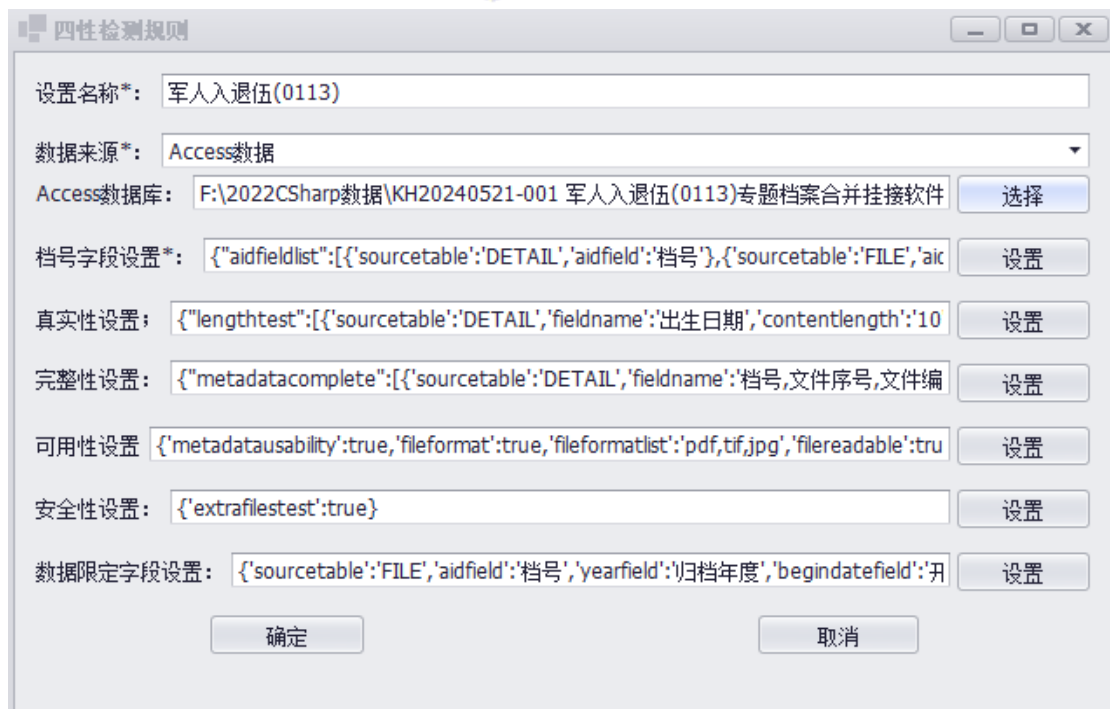 四性检测规则
设置名称*： 军人入退伍(0113)
数据来源*： Access数据
Access数据库： F:\2022CSharp数据\KH20240521-001 军人入退伍(0113)专题档案合并挂接软件 选择
档号字段设置*： {"aidfieldlist":[{'sourcetable':'DETAIL','aidfield':'档号'},{'sourcetable':'FILE','aid 设置
真实性设置； {"lengthtest":[{'sourcetable':'DETAIL','fieldname':'出生日期','contentlength':'10 设置
完整性设置： {"metadatacomplete":[{'sourcetable':'DETAIL','fieldname':'档号,文件序号,文件编 设置
可用性设置 {'metadatausability':true,'fileformat':true,'fileformatlist':'pdf,tif,jpg','filereadable':tru 设置
安全性设置： {'extrafilestest':true} 设置
数据限定字段设置： {'sourcetable':'FILE','aidfield':'档号','yearfield':'归档年度','begindatefield':'开 设置
确定 取消